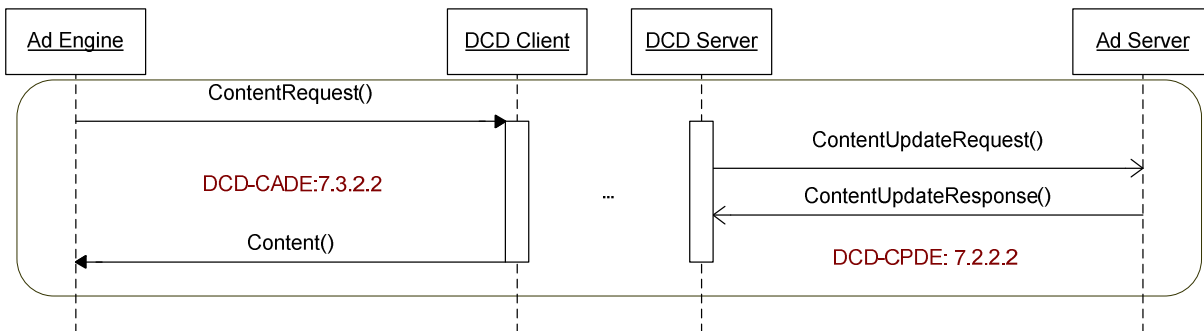 Ad Engine
DCD Client
DCD Server
Ad Server
ContentRequest()
ContentUpdateRequest()
DCD-CADE:7.3.2.2
...
ContentUpdateResponse()
Content()
DCD-CPDE: 7.2.2.2